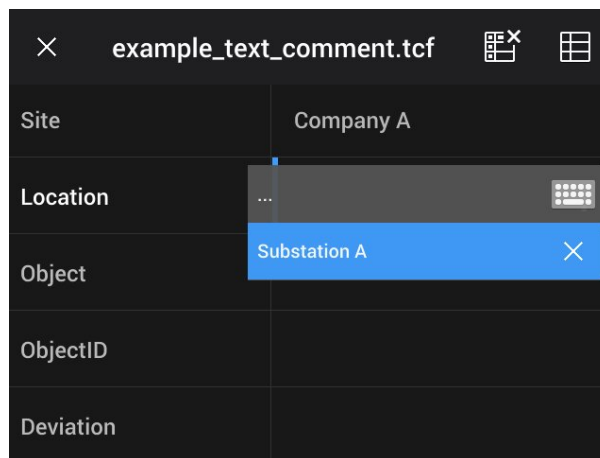 example_text_comment.tcf
Site Company A
Location ...
Substation A
Object
ObjectID
Deviation